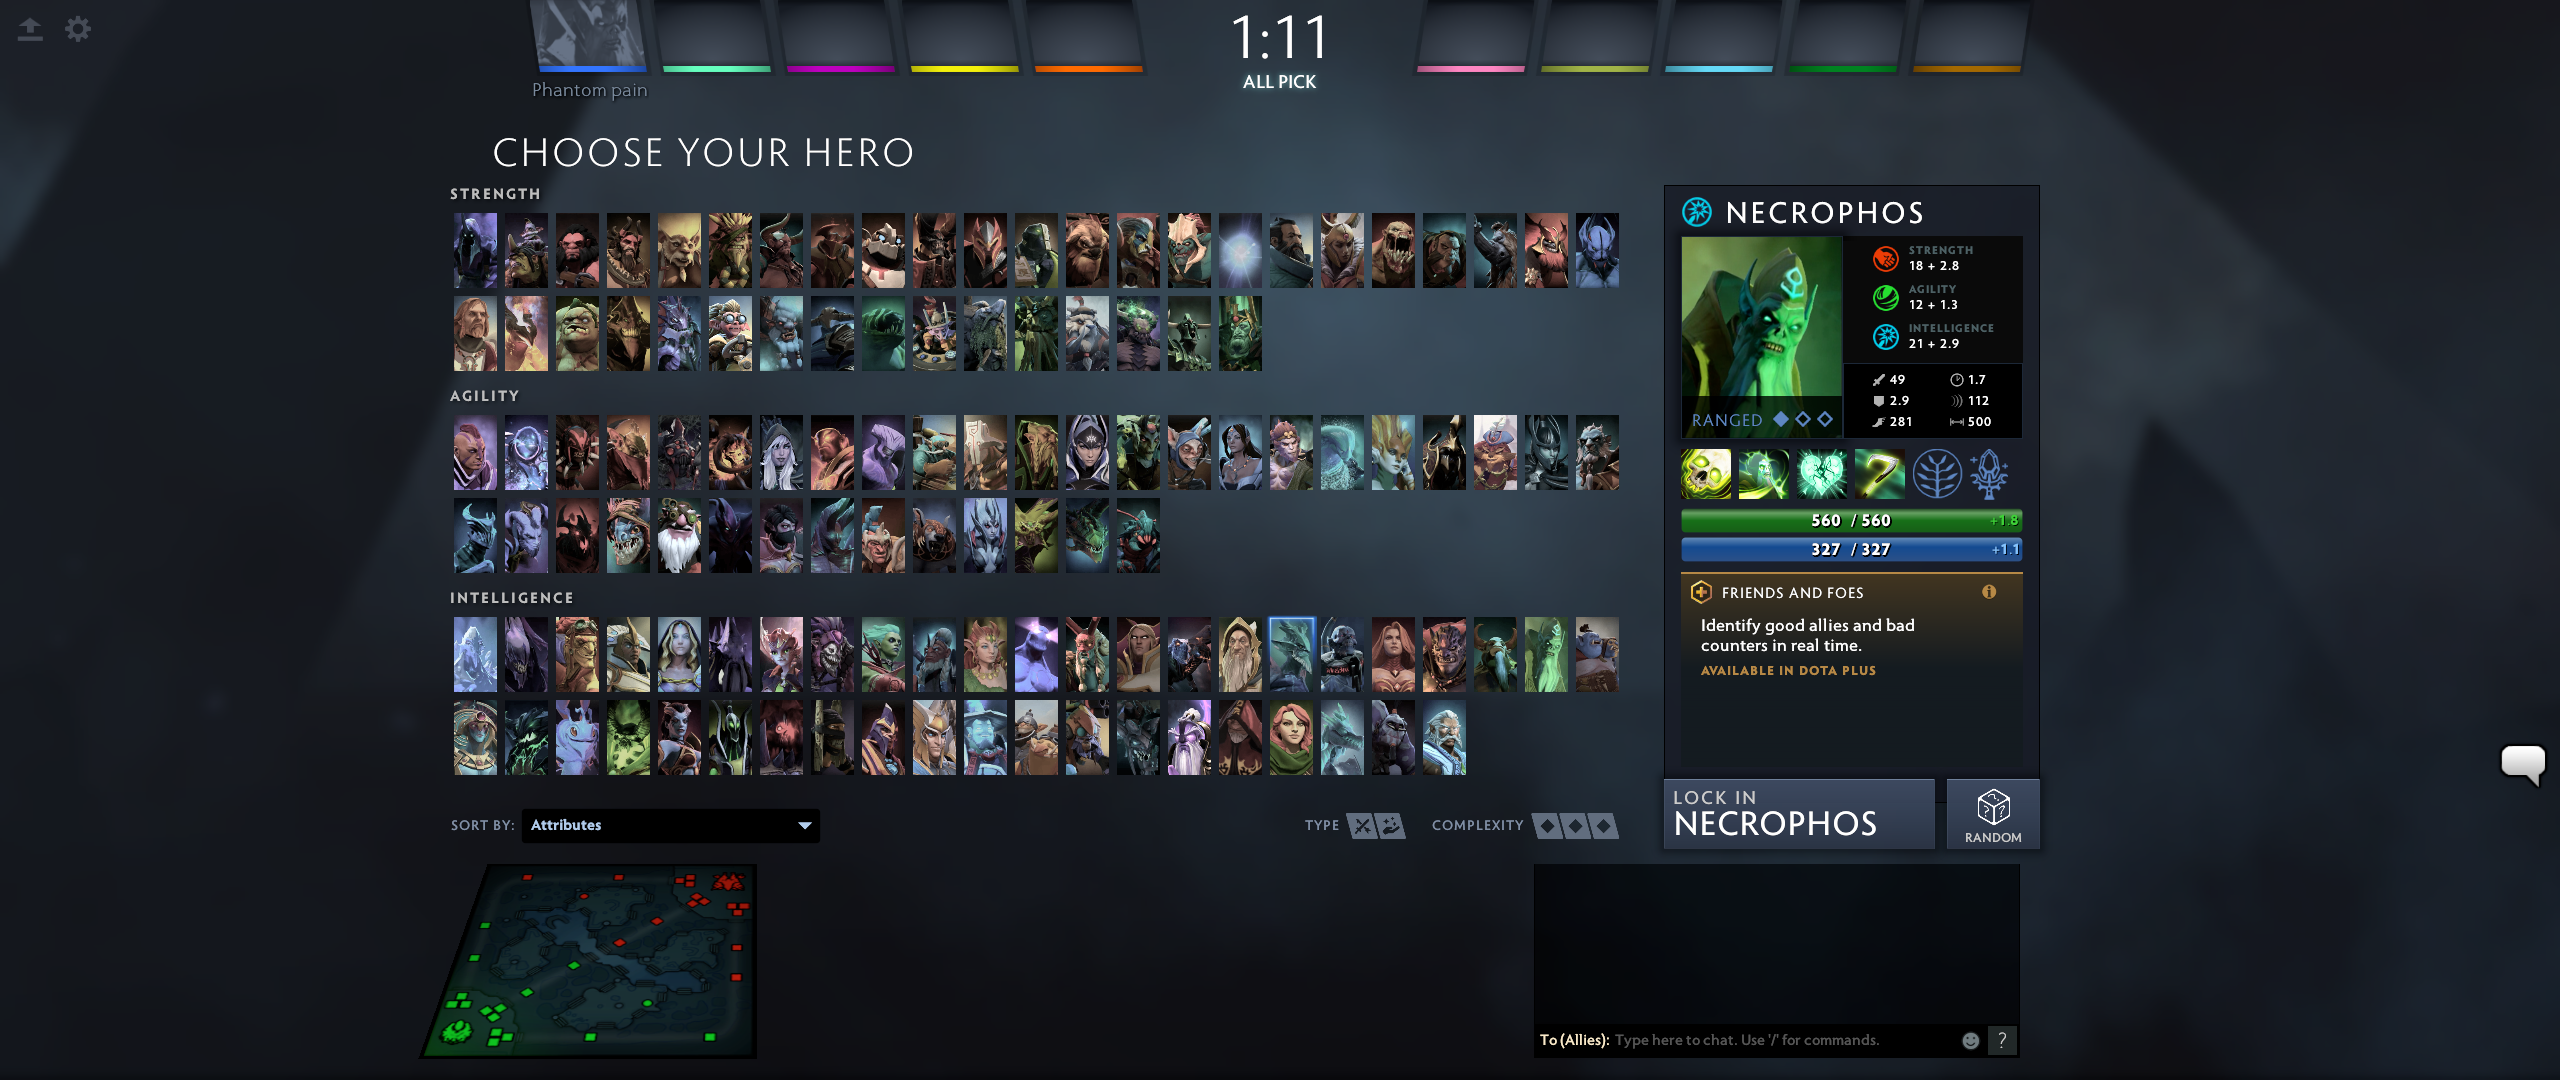 1:11
ALL PICK
Phantom pain
CHOOSE YOUR HERO
STRENGTH
AGILITY
INTELLIGENCE
SORT BY: Attributes
TYPE
COMPLEXITY
NECROPHOS
STRENGTH
18 + 2.8
AGILITY
12 + 1.3
INTELLIGENCE
21 + 2.9
RANGED
49 1.7
2.9 112
281 500
560 / 560 +1.8
327 / 327 +1.1
FRIENDS AND FOES
Identify good allies and bad
counters in real time.
AVAILABLE IN DOTA PLUS
LOCK IN
NECROPHOS
RANDOM
To (Allies): Type here to chat. Use '/' for commands. ?